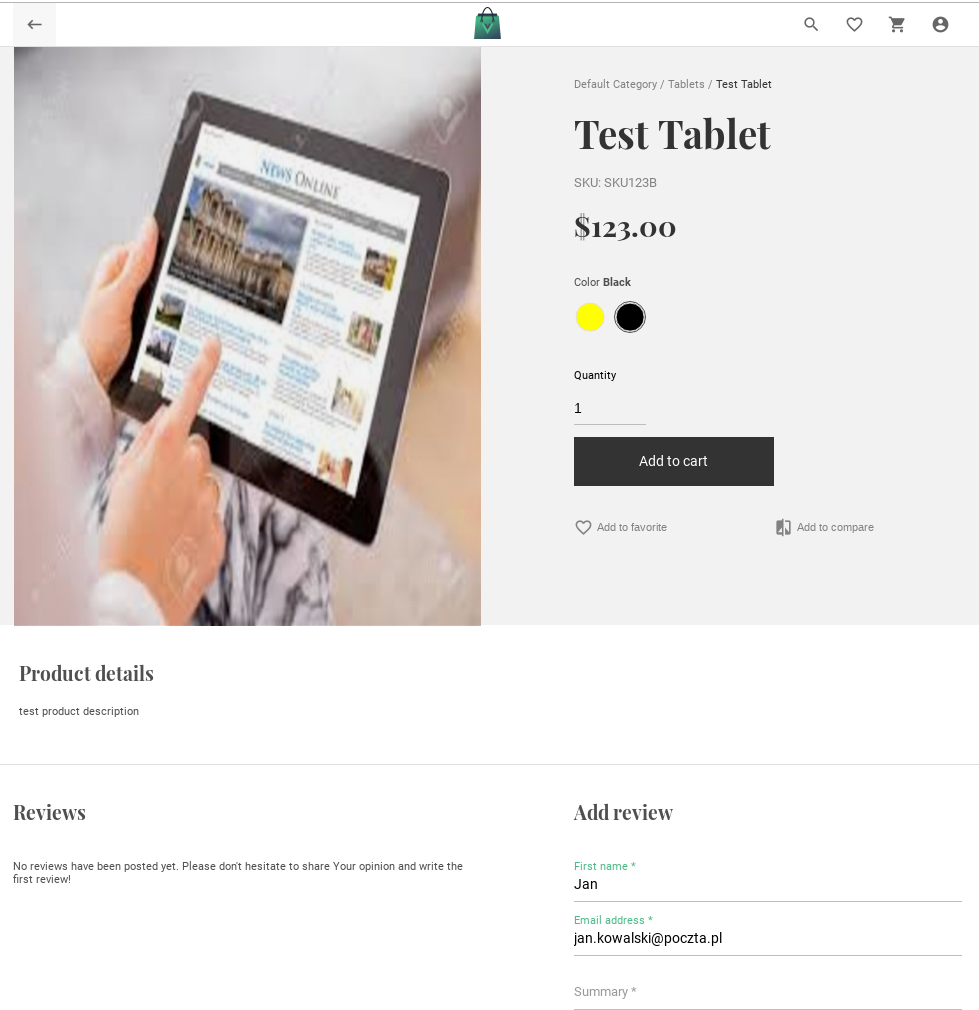 Default Category / Tablets / Test Tablet
Test Tablet
SKU: SKU123B
$123.00
Color Black
Quantity
1
Add to cart
Add to favorite
Add to compare
NEWS ONLINE
Product details
test product description
Reviews
No reviews have been posted yet. Please don't hesitate to share Your opinion and write the
first review!
Add review
First name *
Jan
Email address *
jan.kowalski@poczta.pl
Summary *